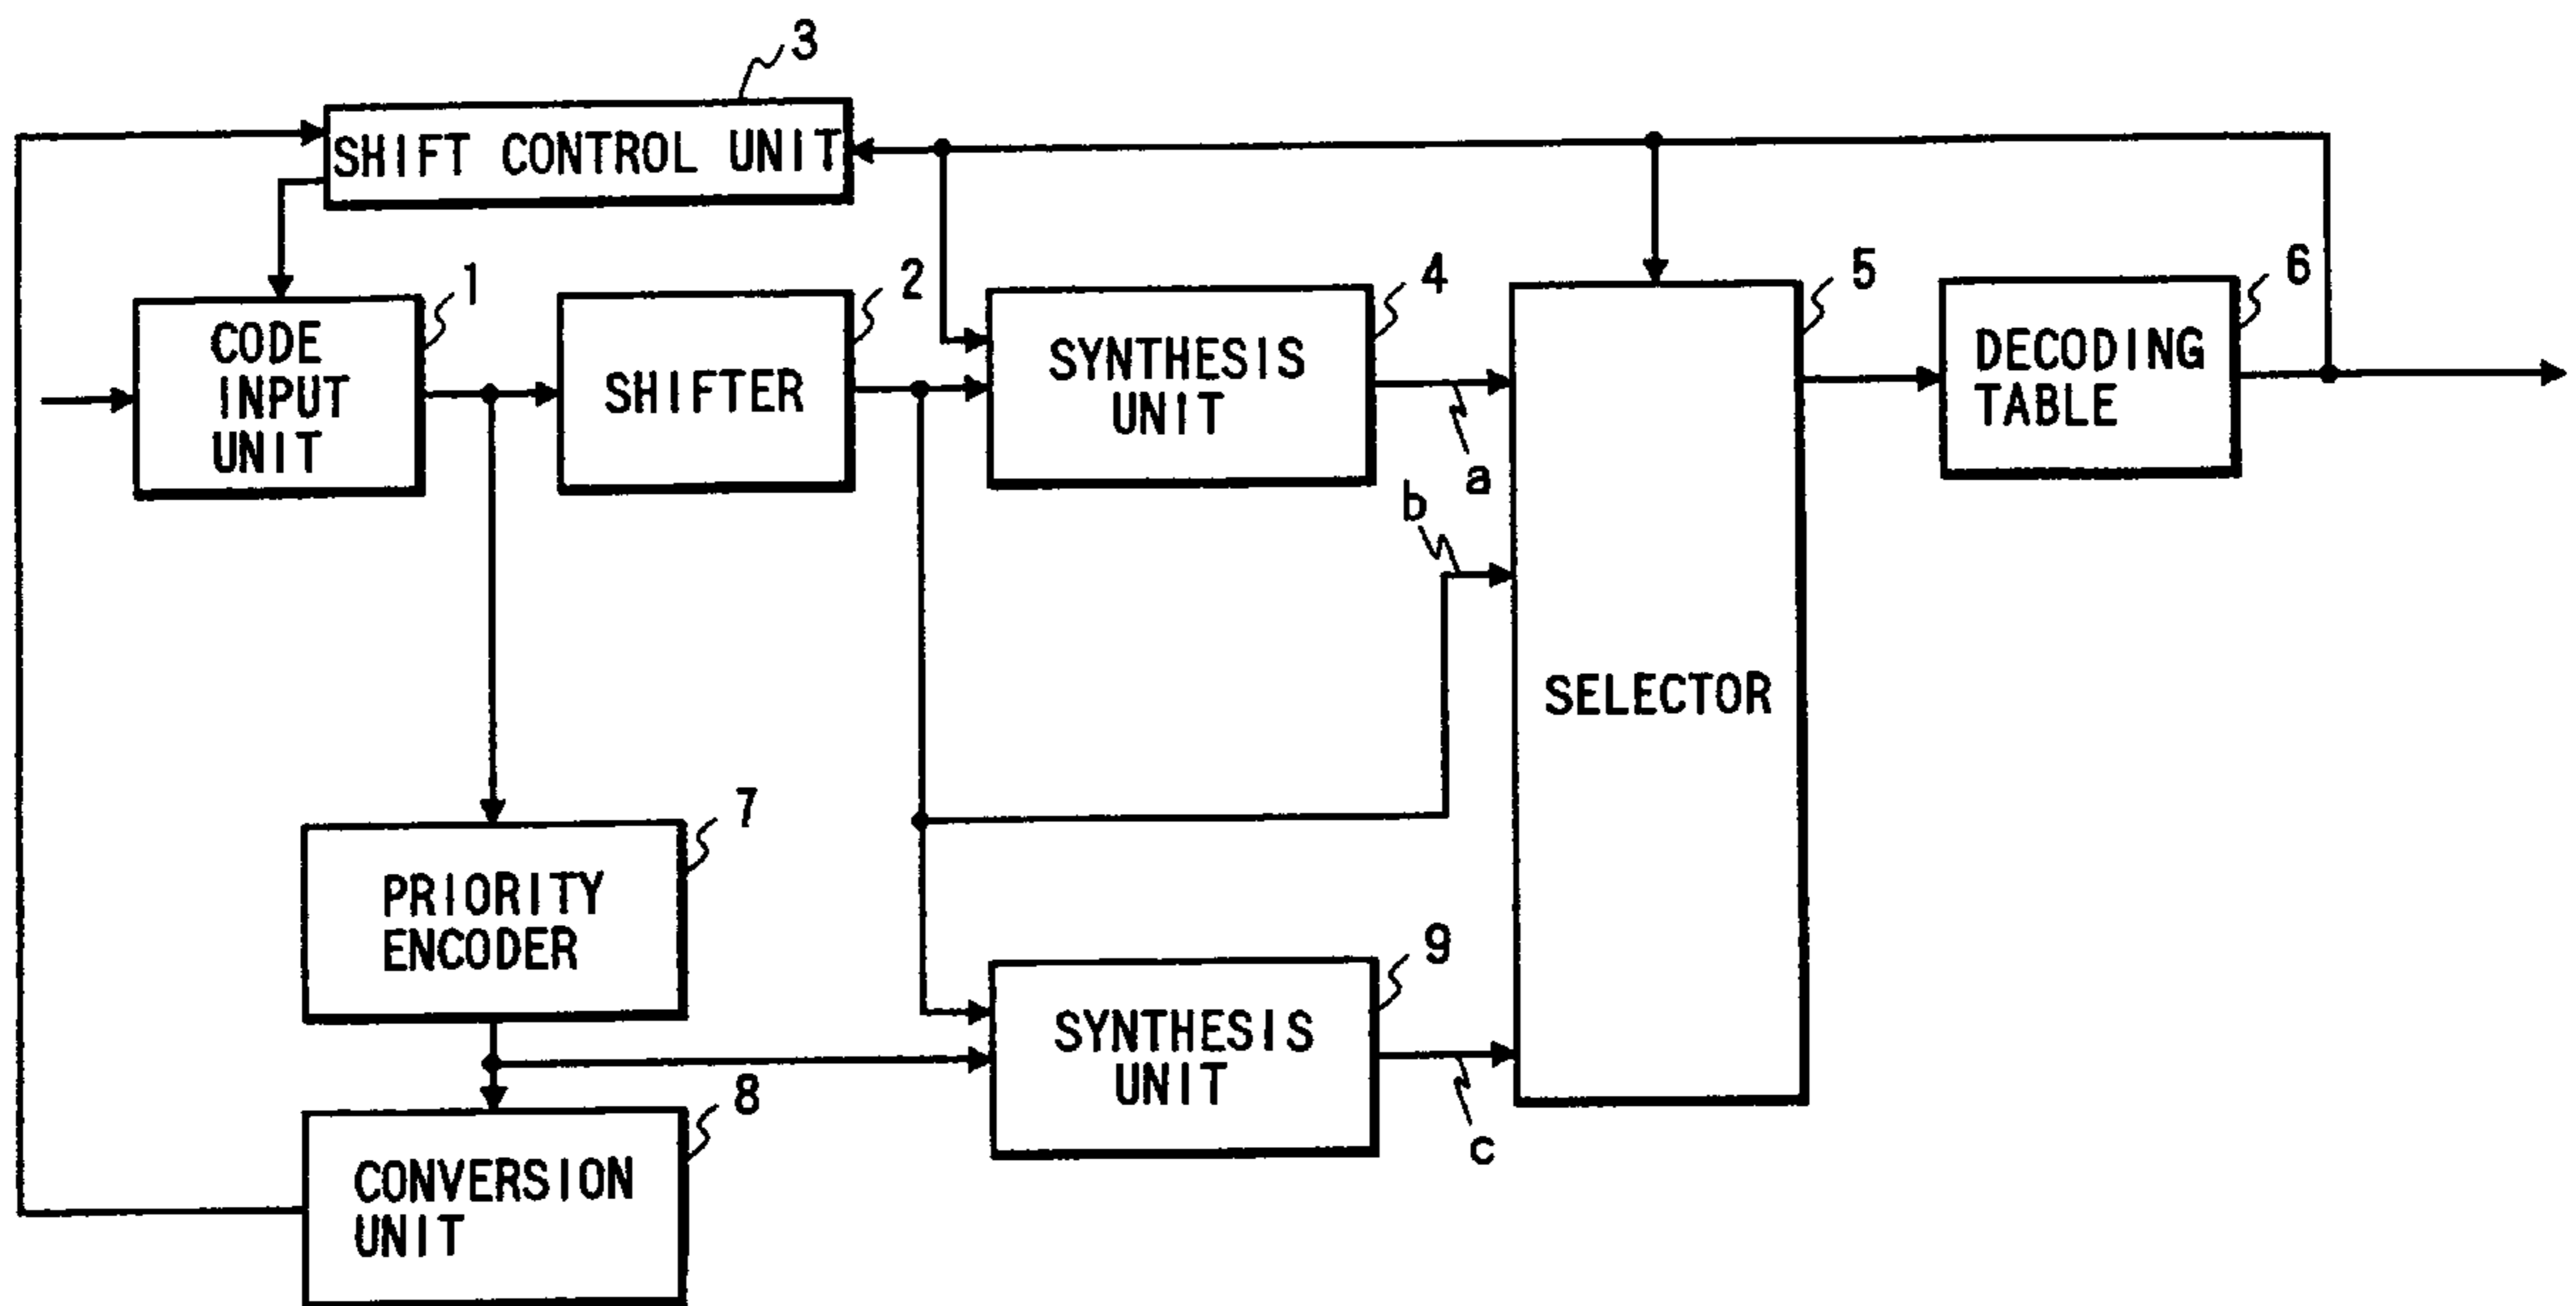 3
SHIFT CONTROL UNIT
1
CODE
INPUT
UNIT
2
SHIFTER
4
SYNTHESIS
UNIT
a
b
5
SELECTOR
6
DECODING
TABLE
7
PRIORITY
ENCODER
9
SYNTHESIS
UNIT
c
8
CONVERSION
UNIT